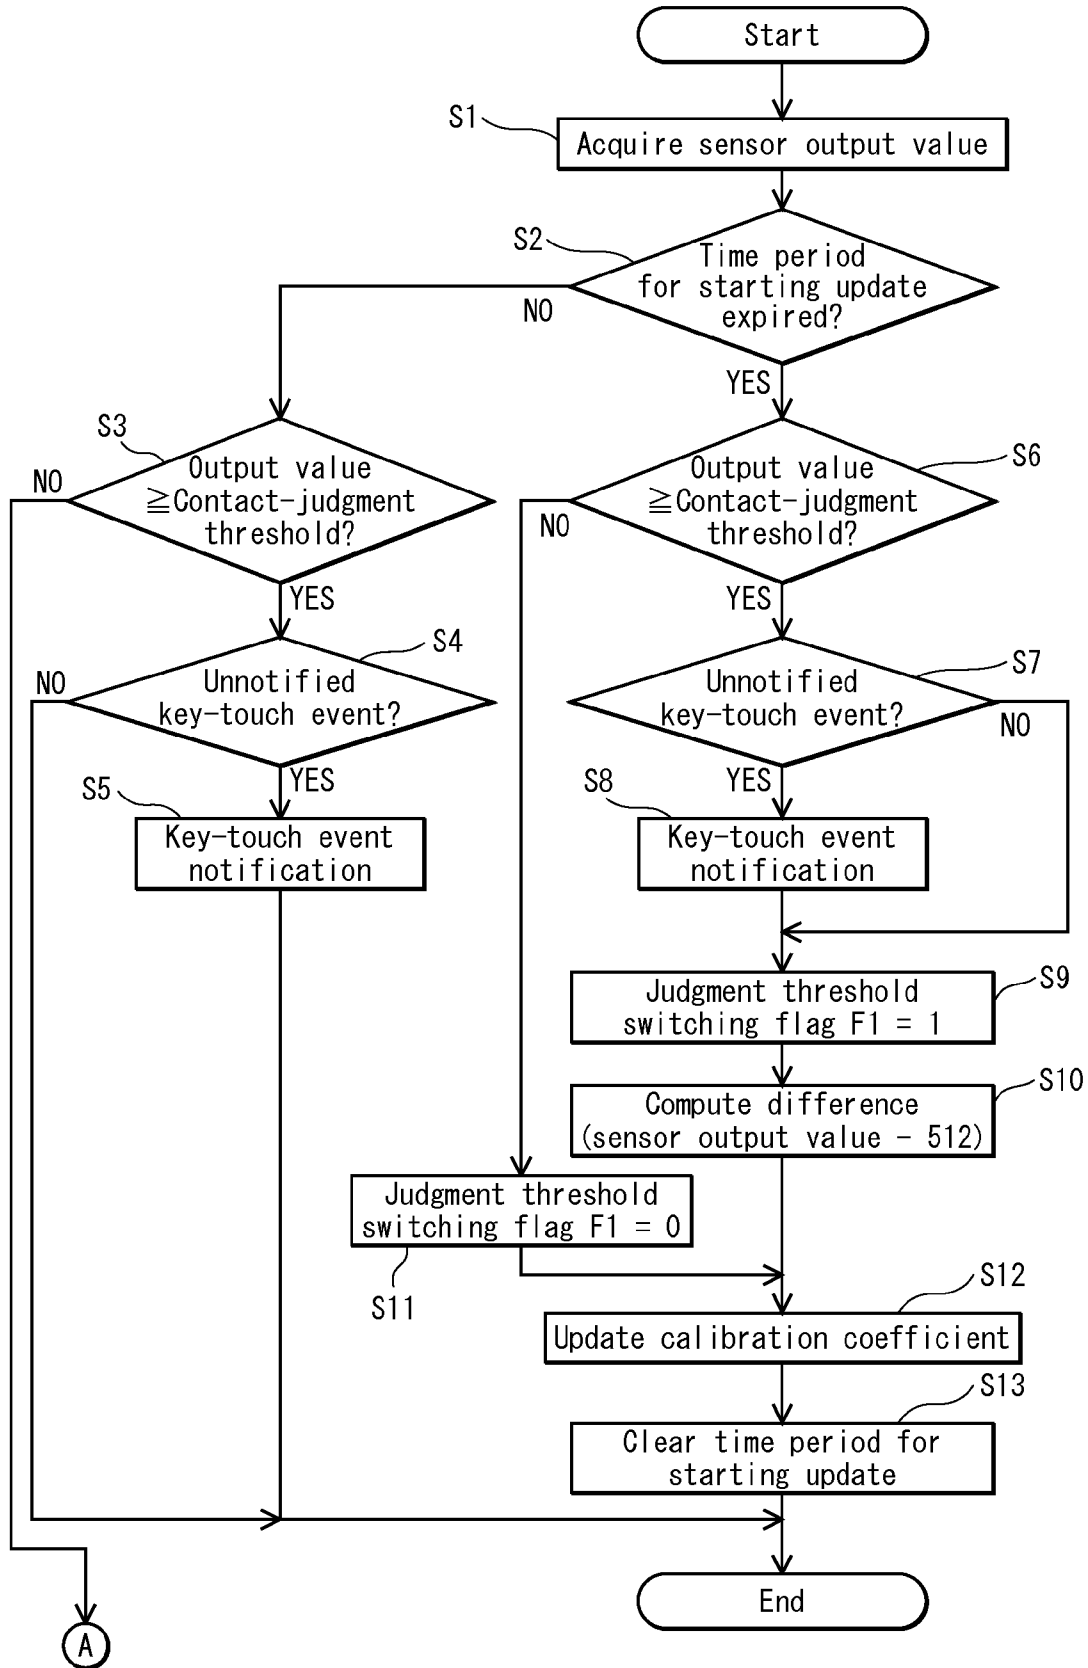 Start
S1
Acquire sensor output value
S2
Time period
for starting update
expired?
NO
YES
S3
Output value
≧Contact-judgment
threshold?
NO
YES
S6
Output value
≧Contact-judgment
threshold?
NO
YES
S4
Unnotified
key-touch event?
NO
YES
S7
Unnotified
key-touch event?
NO
YES
S5
Key-touch event
notification
S8
Key-touch event
notification
S9
Judgment threshold
switching flag F1 = 1
S10
Compute difference
(sensor output value - 512)
Judgment threshold
switching flag F1 = 0
S11
S12
Update calibration coefficient
S13
Clear time period for
starting update
End
A